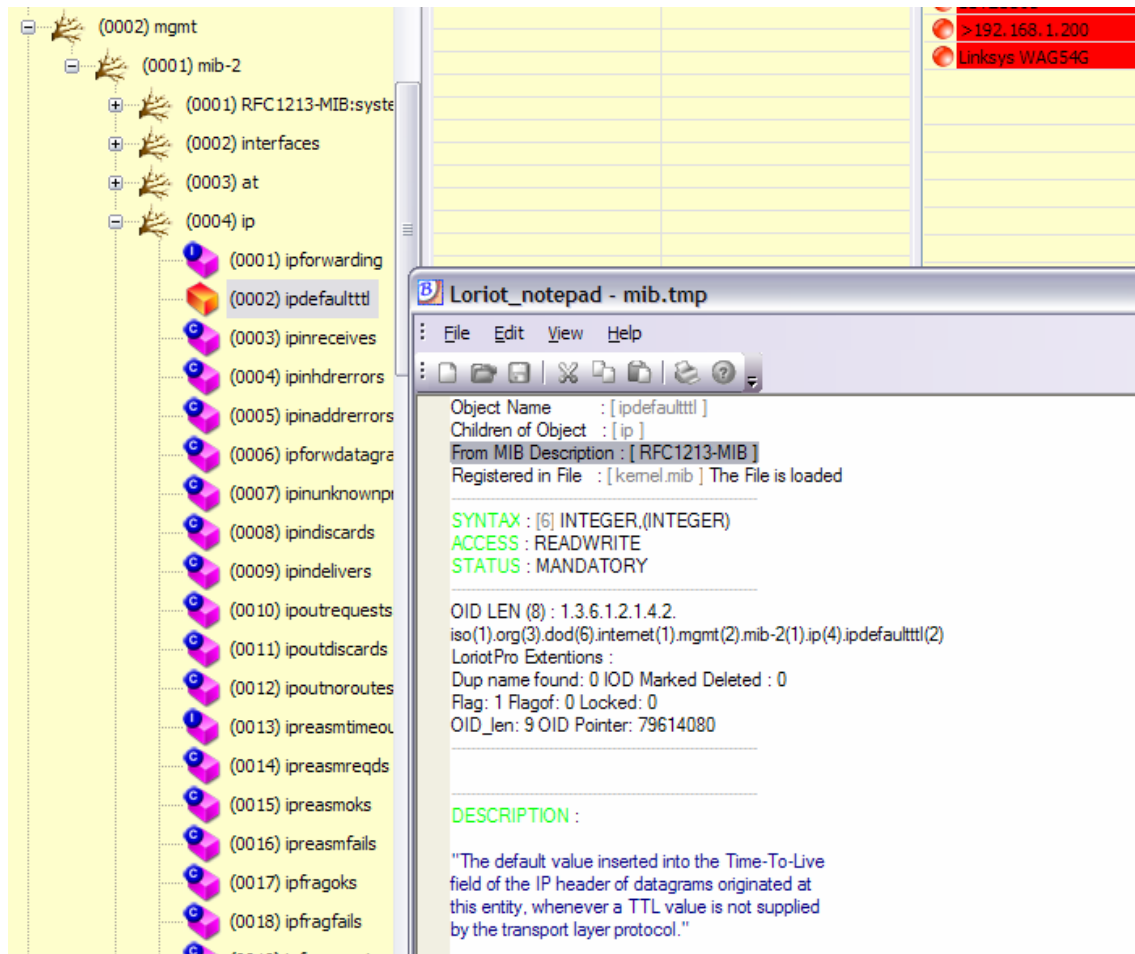 (0002) mgmt
(0001) mib-2
(0001) RFC1213-MIB:syste
(0002) interfaces
(0003) at
(0004) ip
(0001) ipforwarding
(0002) ipdefaultttl
(0003) ipinreceives
(0004) ipinhdrerrors
(0005) ipinaddrerrors
(0006) ipforwdatagra
(0007) ipinunknownpr
(0008) ipindiscards
(0009) ipindelivers
(0010) ipoutrequests
(0011) ipoutdiscards
(0012) ipoutnoroutes
(0013) ipreasmtimeou
(0014) ipreasmreqds
(0015) ipreasmoks
(0016) ipreasmfails
(0017) ipfragoks
(0018) ipfragfails
>192.168.1.200
Linksys WAG54G
Loriot_notepad - mib.tmp
File Edit View Help
Object Name : [ ipdefaultttl ]
Children of Object : [ ip ]
From MIB Description : [ RFC1213-MIB ]
Registered in File : [ kernel.mib ] The File is loaded
SYNTAX : [6] INTEGER,(INTEGER)
ACCESS : READWRITE
STATUS : MANDATORY
OID LEN (8) : 1.3.6.1.2.1.4.2.
iso(1).org(3).dod(6).internet(1).mgmt(2).mib-2(1).ip(4).ipdefaultttl(2)
LoriotPro Extentions :
Dup name found: 0 IOD Marked Deleted : 0
Flag: 1 Flagof: 0 Locked: 0
OID_len: 9 OID Pointer: 79614080
DESCRIPTION :
"The default value inserted into the Time-To-Live
field of the IP header of datagrams originated at
this entity, whenever a TTL value is not supplied
by the transport layer protocol."